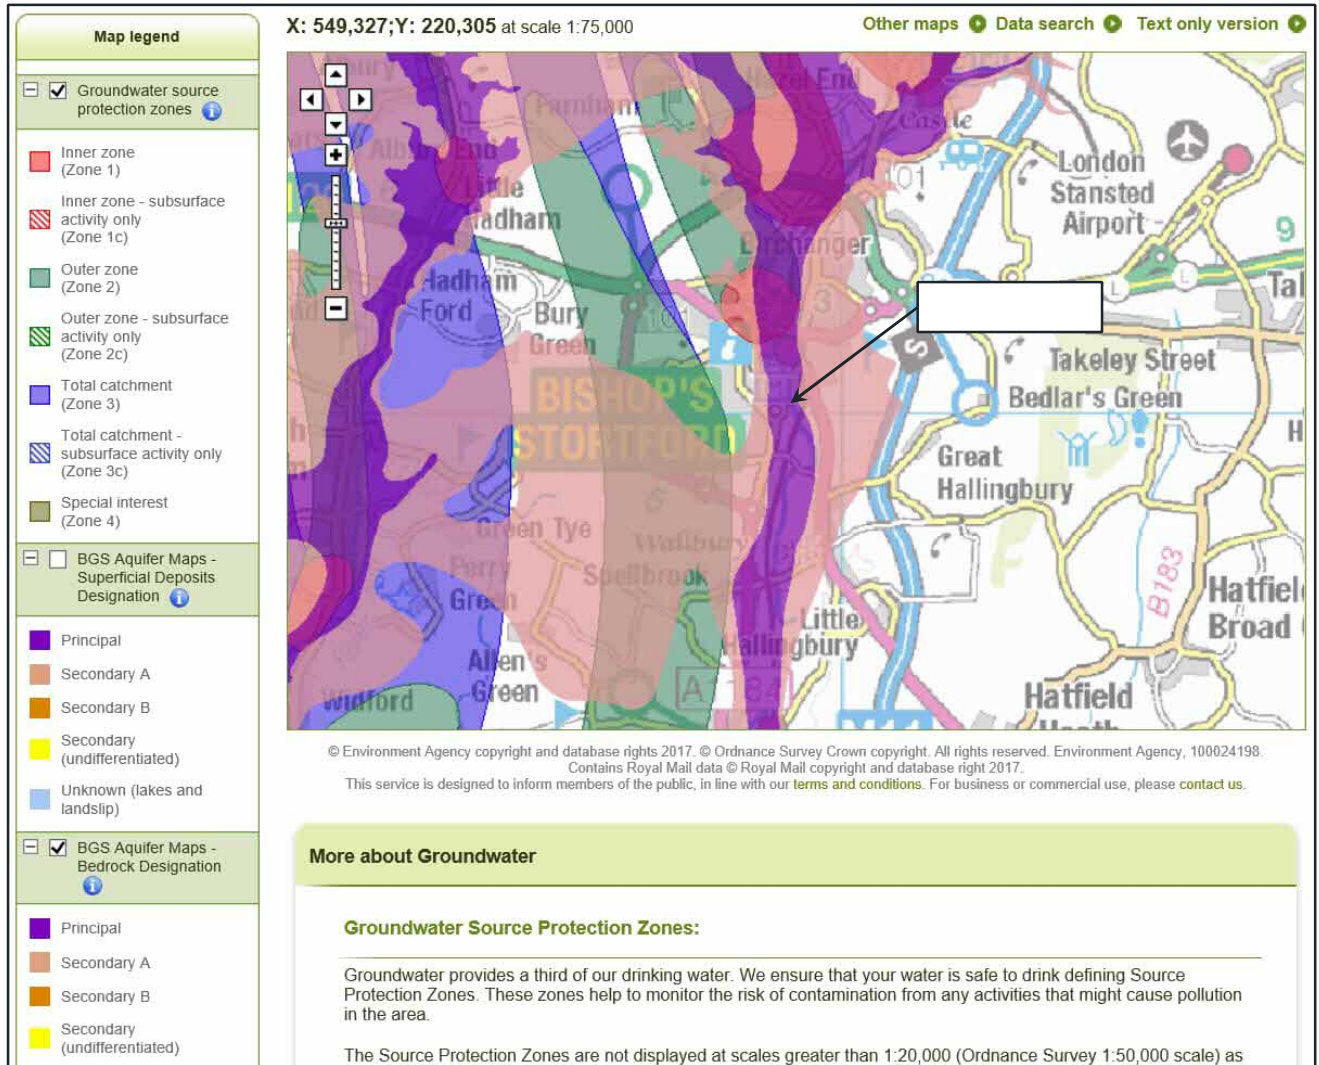 Map legend
Groundwater source
protection zones
Inner zone
(Zone 1)
Inner zone - subsurface
activity only
(Zone 1c)
Outer zone
(Zone 2)
Outer zone - subsurface
activity only
(Zone 2c)
Total catchment
(Zone 3)
Total catchment -
subsurface activity only
(Zone 3c)
Special interest
(Zone 4)
BGS Aquifer Maps -
Superficial Deposits
Designation
Principal
Secondary A
Secondary B
Secondary
(undifferentiated)
Unknown (lakes and
landslip)
BGS Aquifer Maps -
Bedrock Designation
Principal
Secondary A
Secondary B
Secondary
(undifferentiated)
X: 549,327;Y: 220,305 at scale 1:75,000
Other maps Data search Text only version
Farnham
Hazel End
Castle
End
Little
Hadham
London
Stansted
Airport
Birchanger
9
Hadham
Ford
Bury
Green
3
L
L
S
Takeley Street
BISHOP'S
STORTFORD
Bedlar's Green
Great
Hallingbury
Green Tye
Wallbury
6
Perry
Green
Spellbrook
B183
Hatfiel
Broad
Little
Hallingbury
Allen's
Green
Widford
A1184
Hatfield
Heath
M11
© Environment Agency copyright and database rights 2017. © Ordnance Survey Crown copyright. All rights reserved. Environment Agency, 100024198.
Contains Royal Mail data © Royal Mail copyright and database right 2017.
This service is designed to inform members of the public, in line with our terms and conditions. For business or commercial use, please contact us.
More about Groundwater
Groundwater Source Protection Zones:
Groundwater provides a third of our drinking water. We ensure that your water is safe to drink defining Source
Protection Zones. These zones help to monitor the risk of contamination from any activities that might cause pollution
in the area.
The Source Protection Zones are not displayed at scales greater than 1:20,000 (Ordnance Survey 1:50,000 scale) as